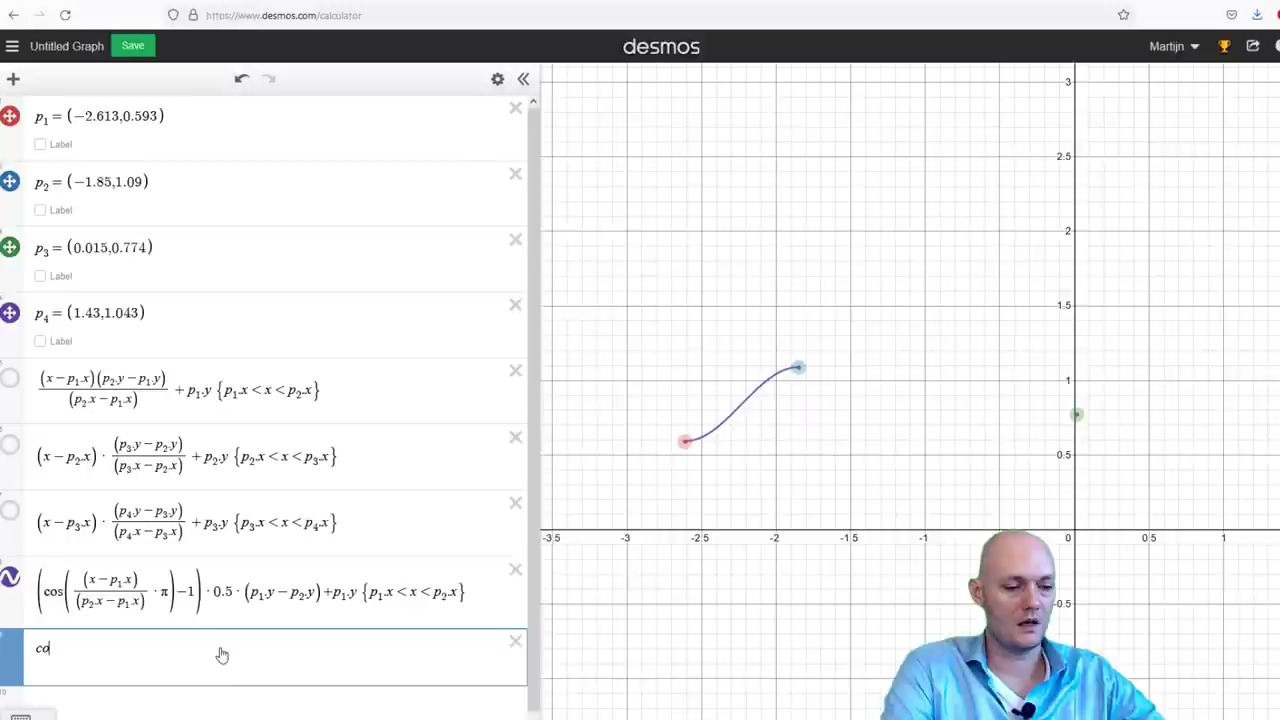 https://www.desmos.com/calculator
Untitled Graph Save desmos Martijn
p₁ = (−2.613,0.593)
Label
p₂ = (−1.85,1.09)
Label
p₃ = (0.015,0.774)
Label
p₄ = (1.43,1.043)
Label
(x−p₁.x)(p₂.y−p₁.y)/(p₂.x−p₁.x) + p₁.y {p₁.x < x < p₂.x}
(x−p₂.x) · (p₃.y−p₂.y)/(p₃.x−p₂.x) + p₂.y {p₂.x < x < p₃.x}
(x−p₃.x) · (p₄.y−p₃.y)/(p₄.x−p₃.x) + p₃.y {p₃.x < x < p₄.x}
(cos((x−p₁.x)/(p₂.x−p₁.x) · π)−1) · 0.5 · (p₁.y−p₂.y)+p₁.y {p₁.x < x < p₂.x}
co
10
3
2.5
2
1.5
1
0.5
-3.5 -3 -2.5 -2 -1.5 -1 -0.5 0 0.5 1
-0.5